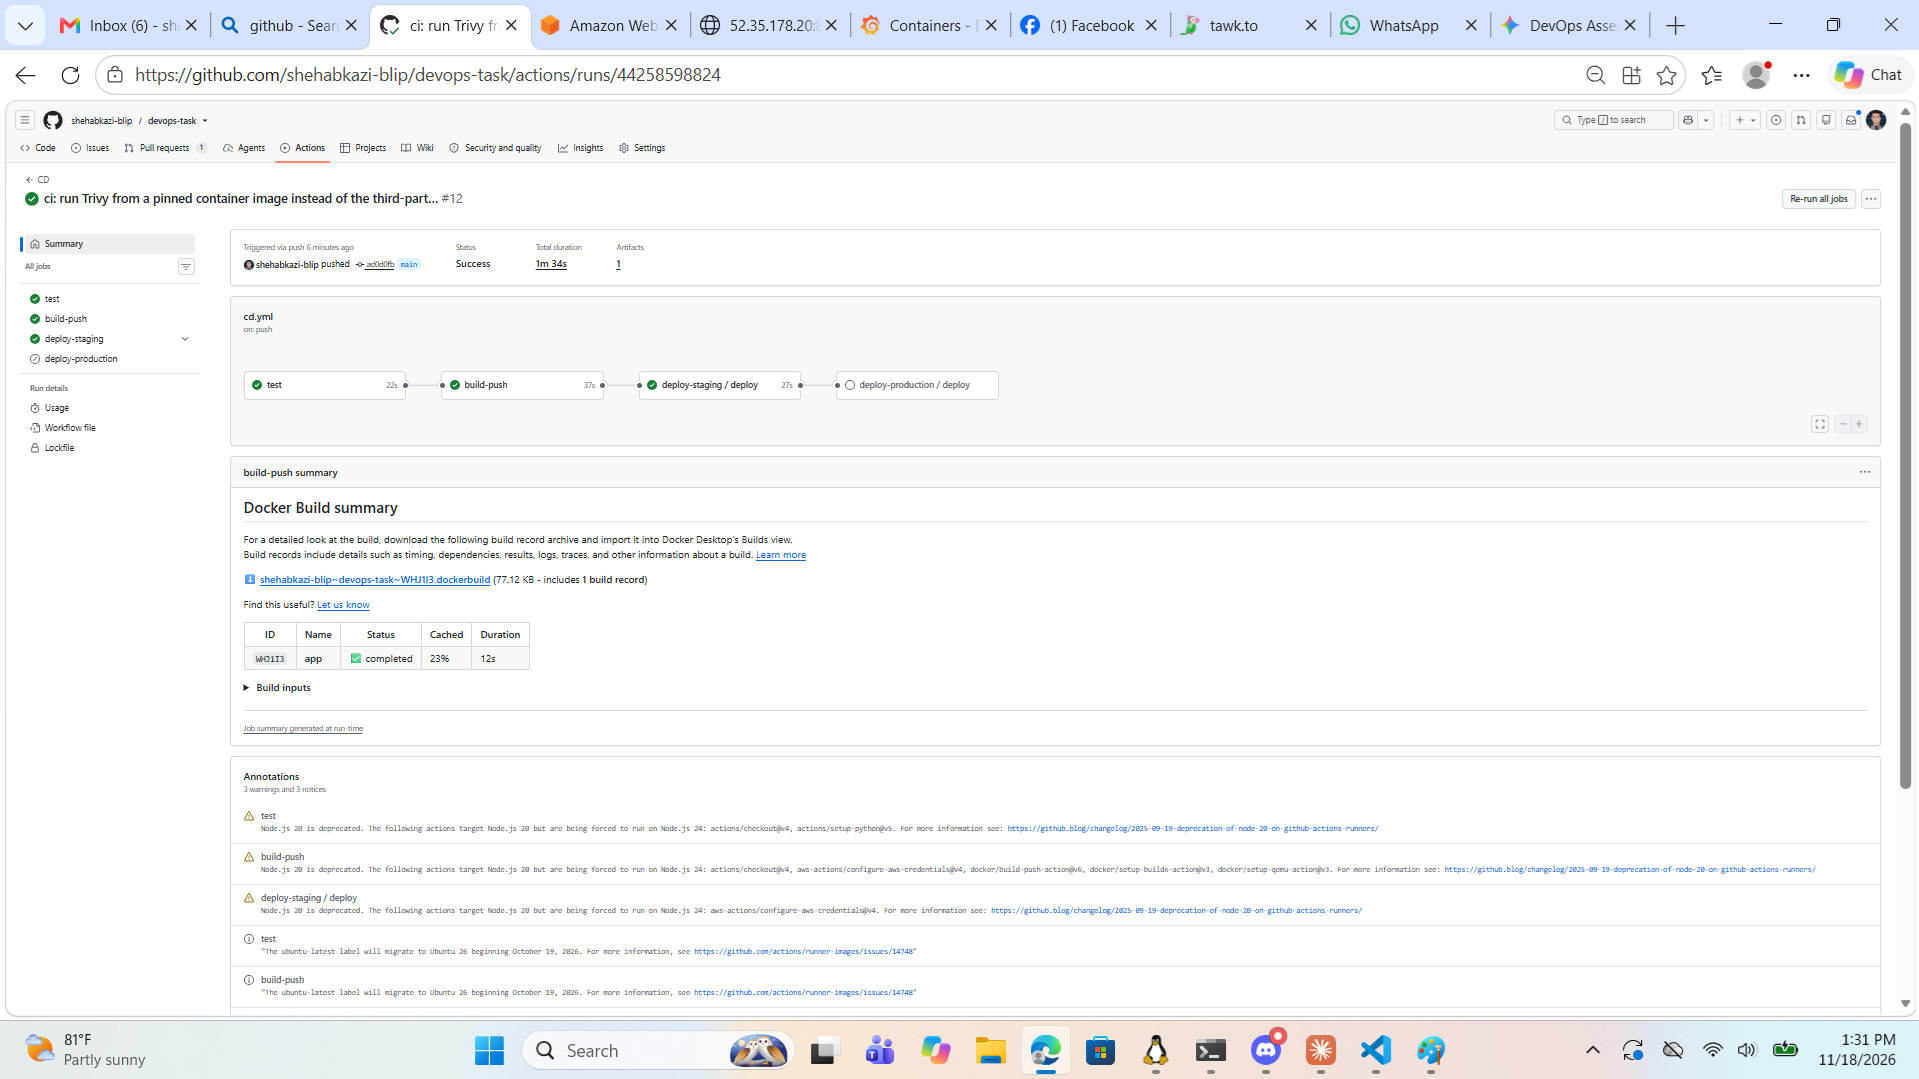 Inbox (6) - sh
github - Sear
ci: run Trivy fr
Amazon Web
52.35.178.20:8
Containers - D
(1) Facebook
tawk.to
WhatsApp
DevOps Asse
https://github.com/shehabkazi-blip/devops-task/actions/runs/44258598824
Chat
shehabkazi-blip / devops-task
Type / to search
Code
Issues
Pull requests 1
Agents
Actions
Projects
Wiki
Security and quality
Insights
Settings
← CD
ci: run Trivy from a pinned container image instead of the third-part... #12
Re-run all jobs
Summary
All jobs
test
build-push
deploy-staging
deploy-production
Run details
Usage
Workflow file
Lockfile
Triggered via push 6 minutes ago
shehabkazi-blip pushed ad0d0fb main
Status
Success
Total duration
1m 34s
Artifacts
1
cd.yml
on: push
test 22s
build-push 37s
deploy-staging / deploy 27s
deploy-production / deploy
build-push summary
Docker Build summary
For a detailed look at the build, download the following build record archive and import it into Docker Desktop's Builds view.
Build records include details such as timing, dependencies, results, logs, traces, and other information about a build. Learn more
shehabkazi-blip~devops-task~WHJ1I3.dockerbuild (77.12 KB - includes 1 build record)
Find this useful? Let us know
ID Name Status Cached Duration
WHJ1I3 app ✅ completed 23% 12s
Build inputs
Job summary generated at run-time
Annotations
3 warnings and 3 notices
test
Node.js 20 is deprecated. The following actions target Node.js 20 but are being forced to run on Node.js 24: actions/checkout@v4, actions/setup-python@v5. For more information see: https://github.blog/changelog/2025-09-19-deprecation-of-node-20-on-github-actions-runners/
build-push
Node.js 20 is deprecated. The following actions target Node.js 20 but are being forced to run on Node.js 24: actions/checkout@v4, aws-actions/configure-aws-credentials@v4, docker/build-push-action@v6, docker/setup-buildx-action@v3, docker/setup-qemu-action@v3. For more information see: https://github.blog/changelog/2025-09-19-deprecation-of-node-20-on-github-actions-runners/
deploy-staging / deploy
Node.js 20 is deprecated. The following actions target Node.js 20 but are being forced to run on Node.js 24: aws-actions/configure-aws-credentials@v4. For more information see: https://github.blog/changelog/2025-09-19-deprecation-of-node-20-on-github-actions-runners/
test
"The ubuntu-latest label will migrate to Ubuntu 26 beginning October 19, 2026. For more information, see https://github.com/actions/runner-images/issues/14748"
build-push
"The ubuntu-latest label will migrate to Ubuntu 26 beginning October 19, 2026. For more information, see https://github.com/actions/runner-images/issues/14748"
81°F
Partly sunny
Search
1:31 PM
11/18/2026